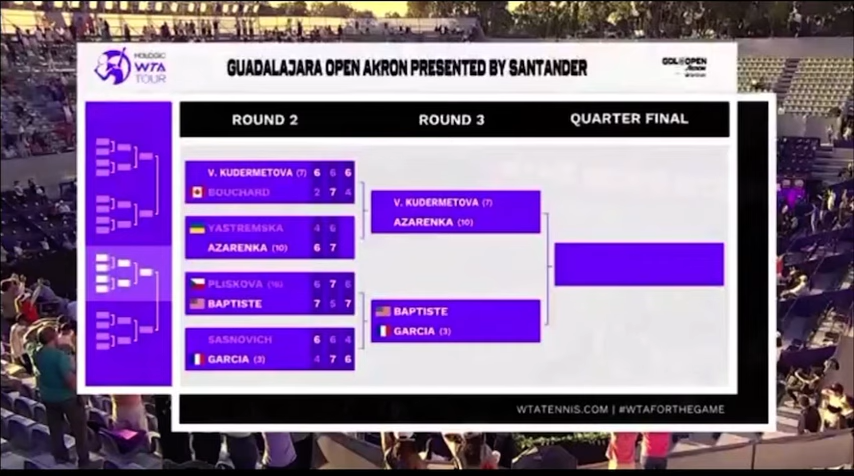 HOLOGIC
WTA
TOUR
GUADALAJARA OPEN AKRON PRESENTED BY SANTANDER
GDL OPEN
Akron
ROUND 2
ROUND 3
QUARTER FINAL
V. KUDERMETOVA (7) 6 6 6
BOUCHARD 2 7 4
YASTREMSKA 4 6
AZARENKA (10) 6 7
PLISKOVA (16) 6 7 6
BAPTISTE 7 5 7
SASNOVICH 6 6 4
GARCIA (3) 4 7 6
V. KUDERMETOVA (7)
AZARENKA (10)
BAPTISTE
GARCIA (3)
WTATENNIS.COM | #WTAFORTHEGAME